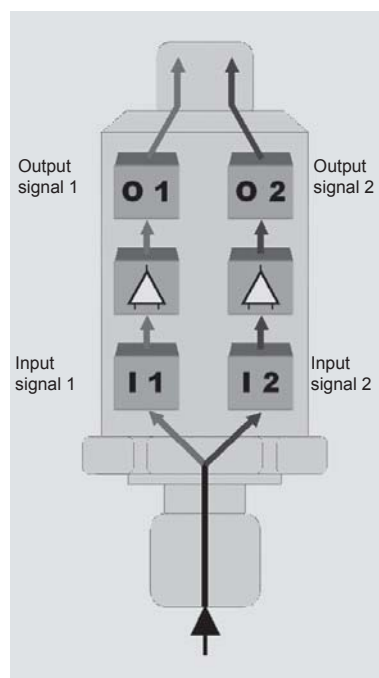 Output
signal 1
Output
signal 2
O 1
O 2
Input
signal 1
Input
signal 2
I 1
I 2